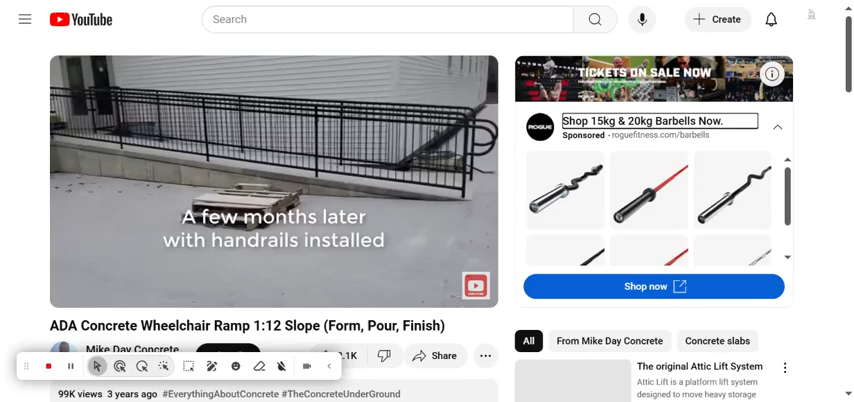 YouTube
Search
Create
A few months later
with handrails installed
TICKETS ON SALE NOW
ROGUE
Shop 15kg & 20kg Barbells Now.
Sponsored · roguefitness.com/barbells
Shop now
ADA Concrete Wheelchair Ramp 1:12 Slope (Form, Pour, Finish)
Mike Day Concrete
Share
99K views 3 years ago #EverythingAboutConcrete #TheConcreteUnderGround
All
From Mike Day Concrete
Concrete slabs
The original Attic Lift System
Attic Lift is a platform lift system
designed to move heavy storage